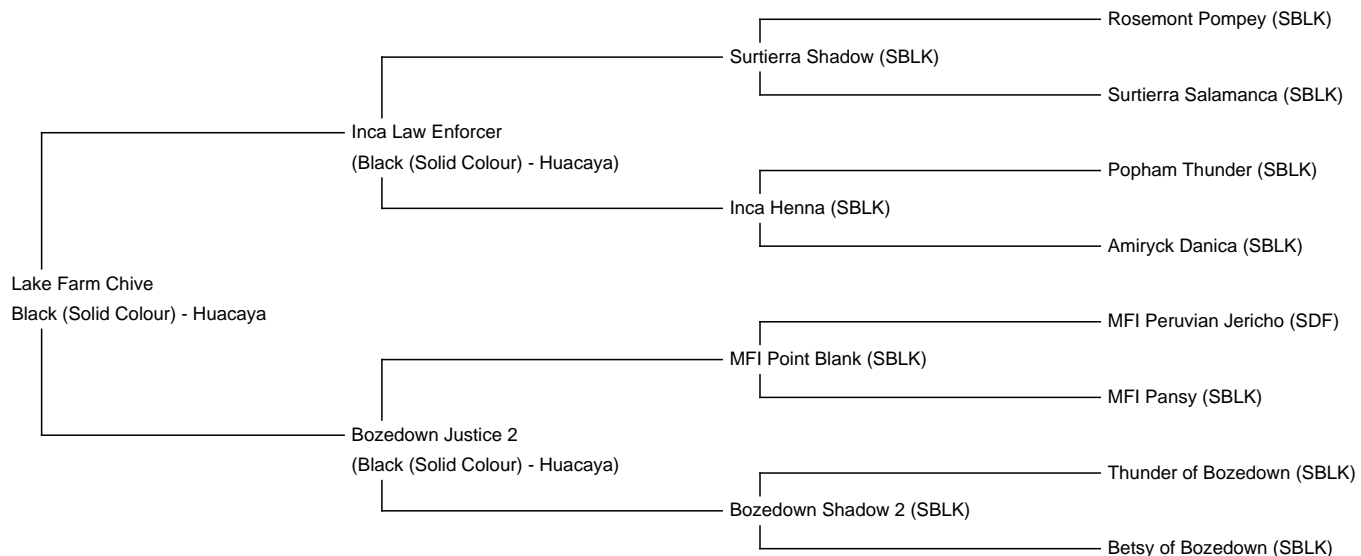 Rosemont Pompey (SBLK)
Surtierra Shadow (SBLK)
Surtierra Salamanca (SBLK)
Inca Law Enforcer
(Black (Solid Colour) - Huacaya)
Popham Thunder (SBLK)
Inca Henna (SBLK)
Amiryck Danica (SBLK)
Lake Farm Chive
Black (Solid Colour) - Huacaya
MFI Peruvian Jericho (SDF)
MFI Point Blank (SBLK)
MFI Pansy (SBLK)
Bozedown Justice 2
(Black (Solid Colour) - Huacaya)
Thunder of Bozedown (SBLK)
Bozedown Shadow 2 (SBLK)
Betsy of Bozedown (SBLK)